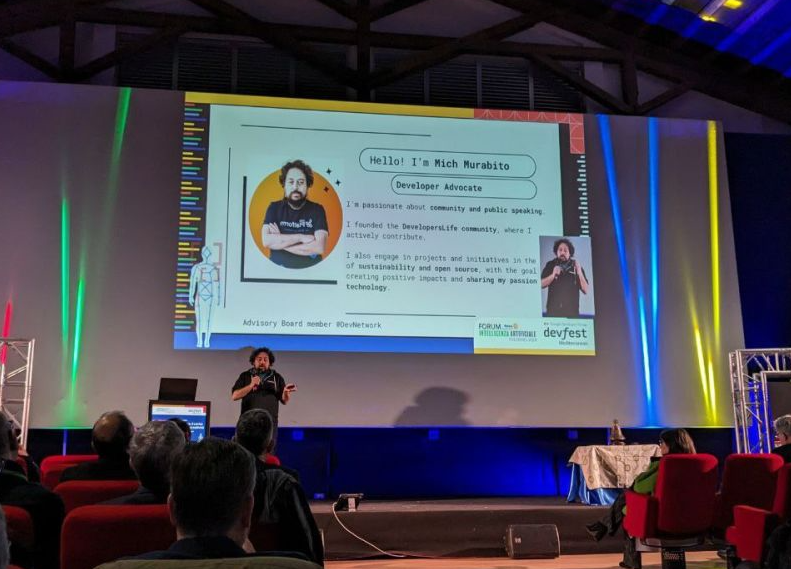 Hello! I'm Mich Murabito
Developer Advocate
I'm passionate about community and public speaking.
I founded the DevelopersLife community, where I
actively contribute.
I also engage in projects and initiatives in the
of sustainability and open source, with the goal
creating positive impacts and sharing my passion
technology.
Advisory Board member @DevNetwork
FORUM
INTELLIGENZA ARTIFICIALE
devfest
Mediterranean
devfest